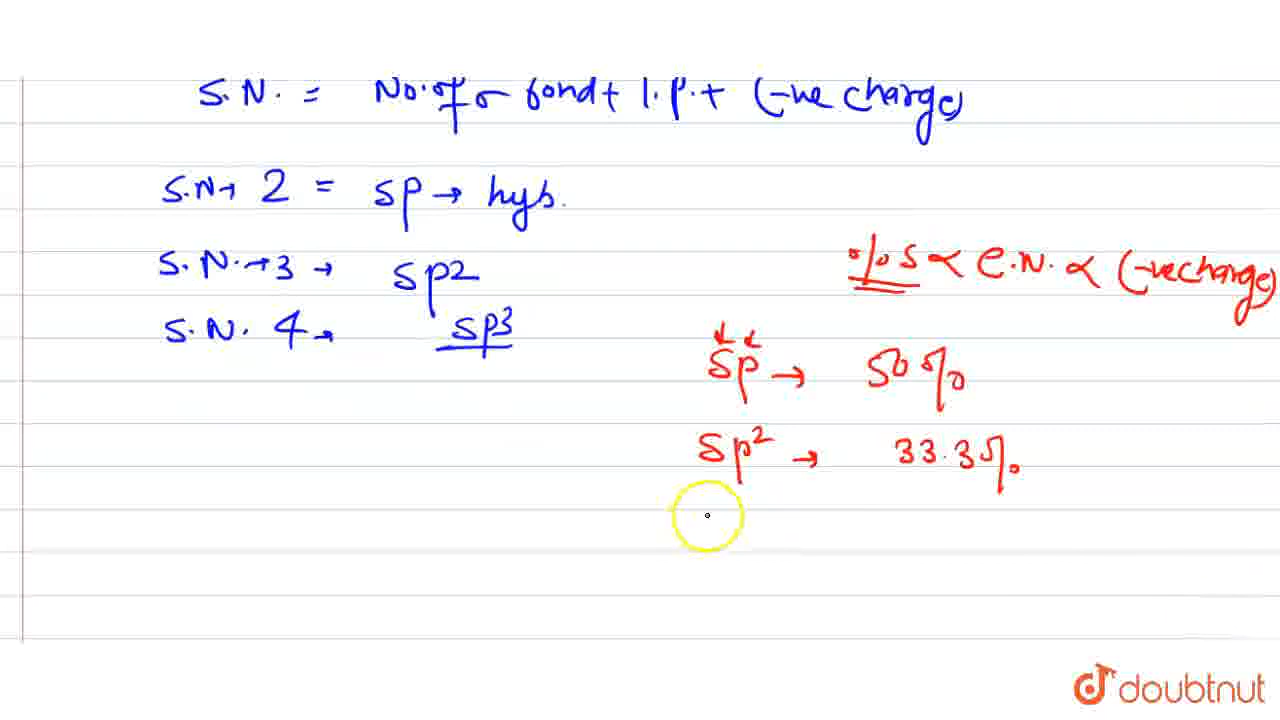 S.N. = No. of σ bond + l.p. + (-ve charge)
S.N → 2 = sp → hyb.
S.N. → 3 → sp2
S.N. 4 → sp3
% s ∝ e.N. ∝ (-ve charge)
sp → 50%
sp² → 33.3%
doubtnut